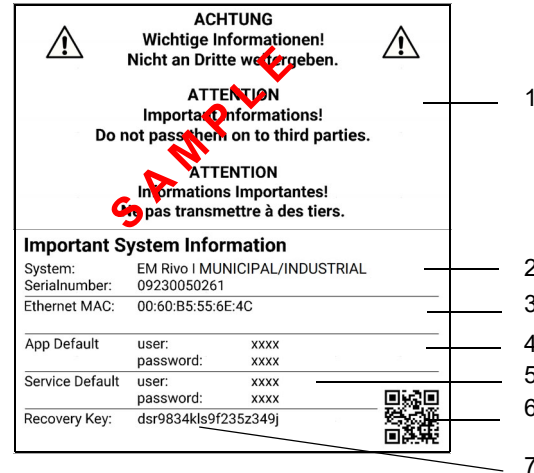 ACHTUNG
Wichtige Informationen!
Nicht an Dritte weitergeben.
ATTENTION
Important Informations!
Do not pass them on to third parties.
ATTENTION
Informations Importantes!
Ne pas transmettre à des tiers.
SAMPLE
1
Important System Information
System: EM Rivo I MUNICIPAL/INDUSTRIAL
2
Serialnumber: 09230050261
Ethernet MAC: 00:60:B5:55:6E:4C
3
App Default user: xxxx
4
password: xxxx
Service Default user: xxxx
5
password: xxxx
6
Recovery Key: dsr9834kls9f235z349j
7